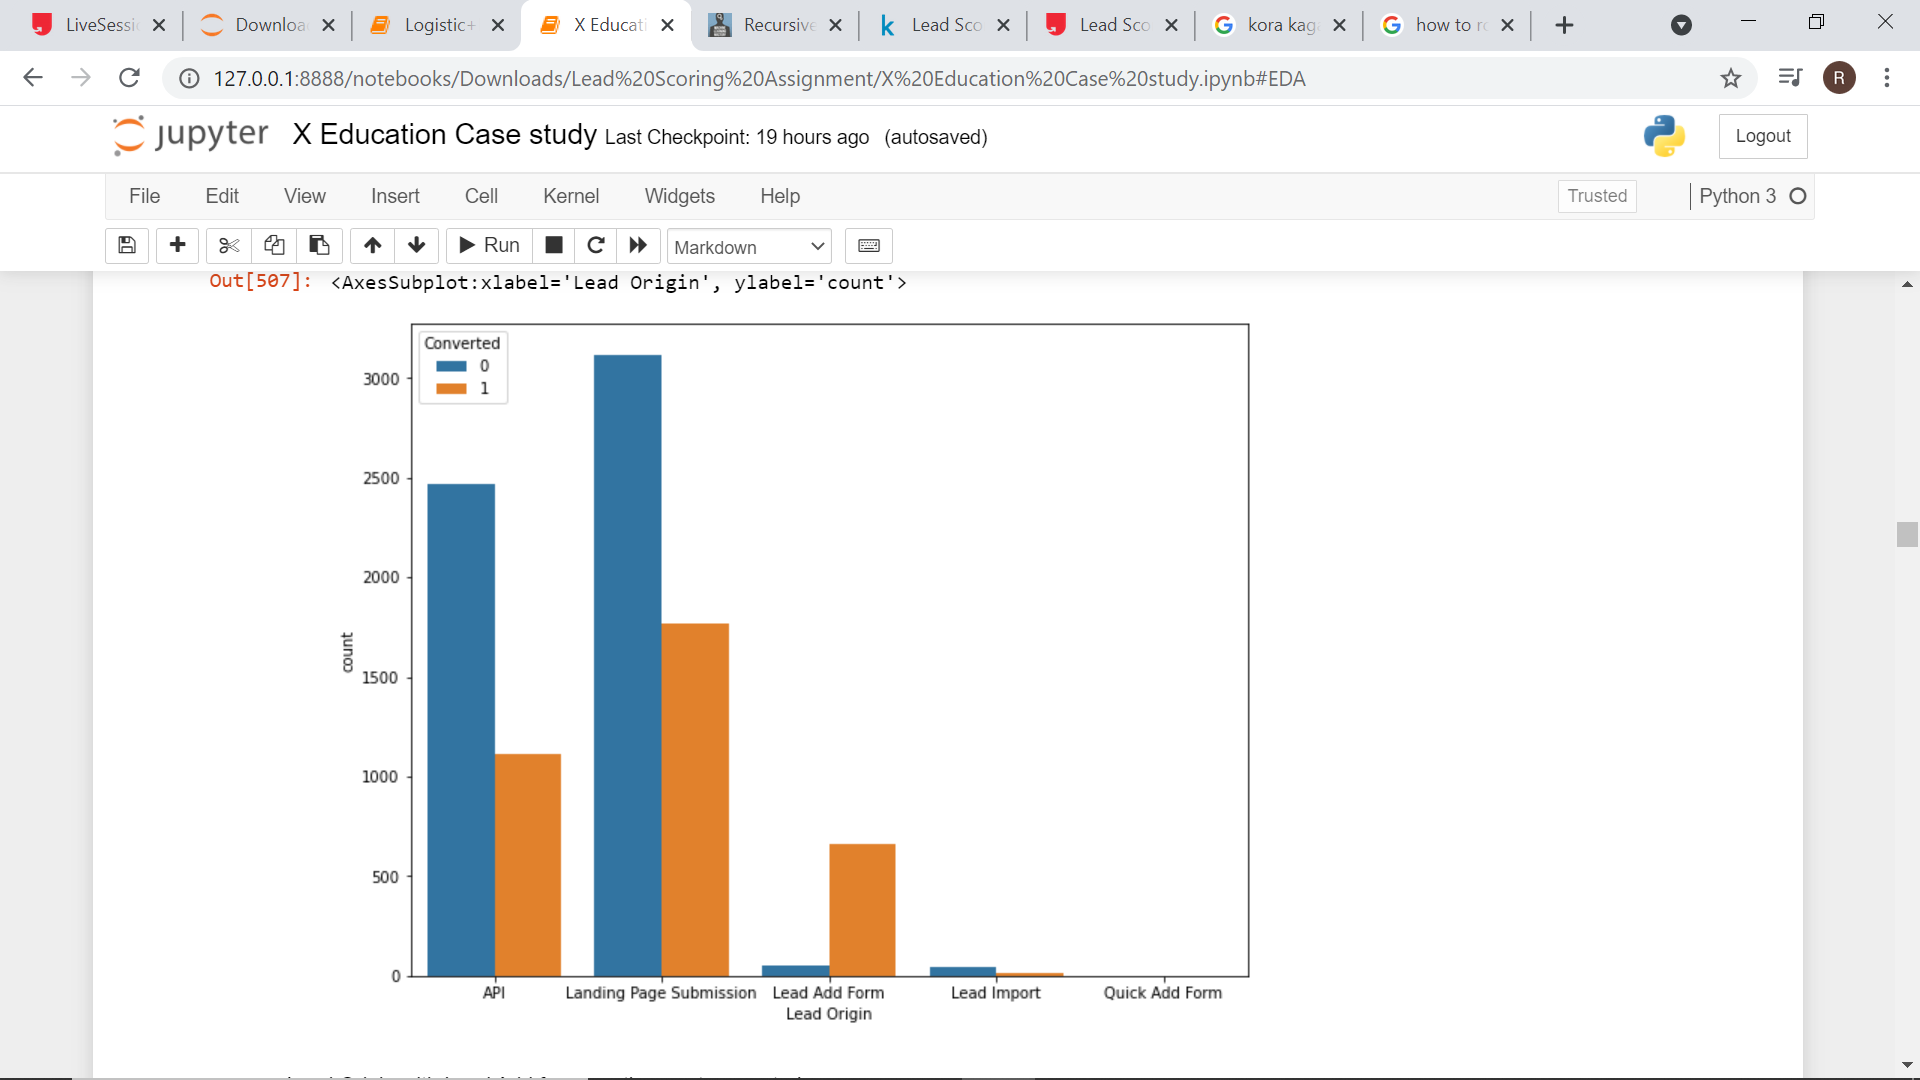 LiveSessi
Downloa
Logistic+
X Educati
Recursive
k
Lead Sco
Lead Sco
G
kora kag
G
how to r
127.0.0.1:8888/notebooks/Downloads/Lead%20Scoring%20Assignment/X%20Education%20Case%20study.ipynb#EDA
R
jupyter X Education Case study Last Checkpoint: 19 hours ago (autosaved)
Logout
File Edit View Insert Cell Kernel Widgets Help
Trusted
Python 3
Run
Markdown
Out[507]: <AxesSubplot:xlabel='Lead Origin', ylabel='count'>
Converted
0
1
3000
2500
2000
1500
1000
500
0
count
API
Landing Page Submission
Lead Add Form
Lead Import
Quick Add Form
Lead Origin